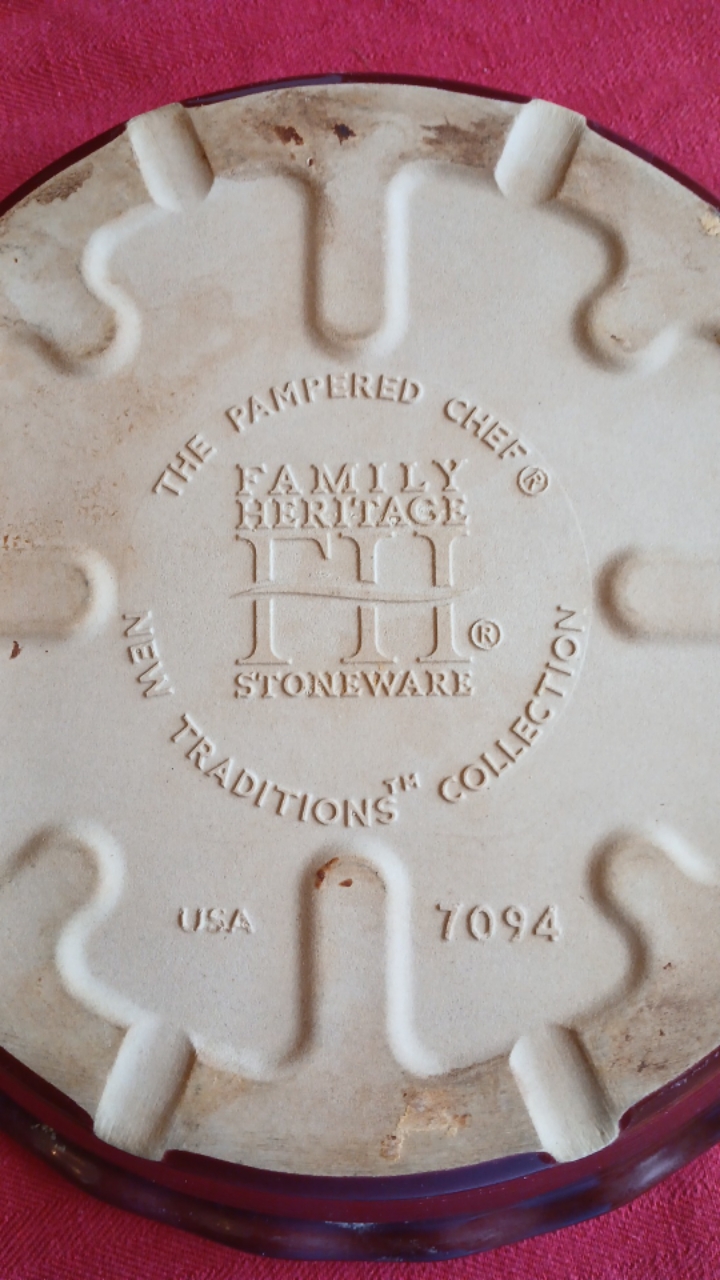 THE PAMPERED CHEF®
FAMILY
HERITAGE
FH®
STONEWARE
NEW TRADITIONS™ COLLECTION
USA
7094